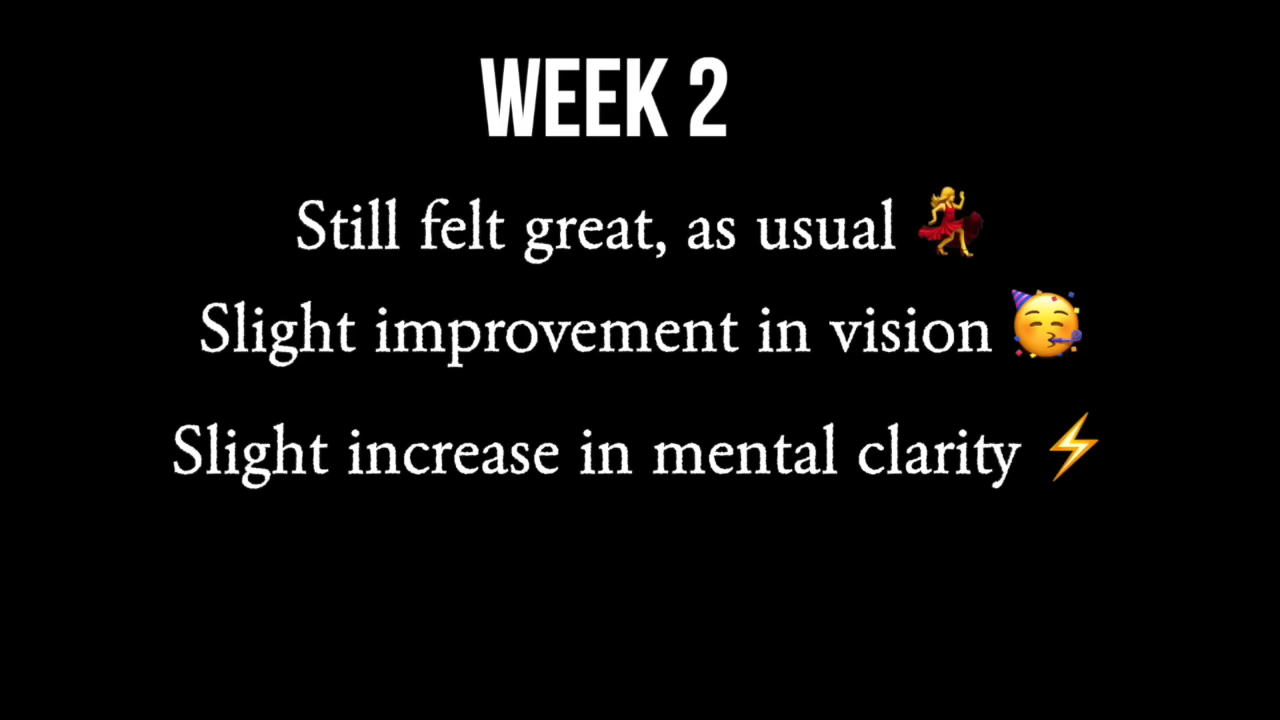 WEEK 2
Still felt great, as usual 💃
Slight improvement in vision 🥳
Slight increase in mental clarity ⚡